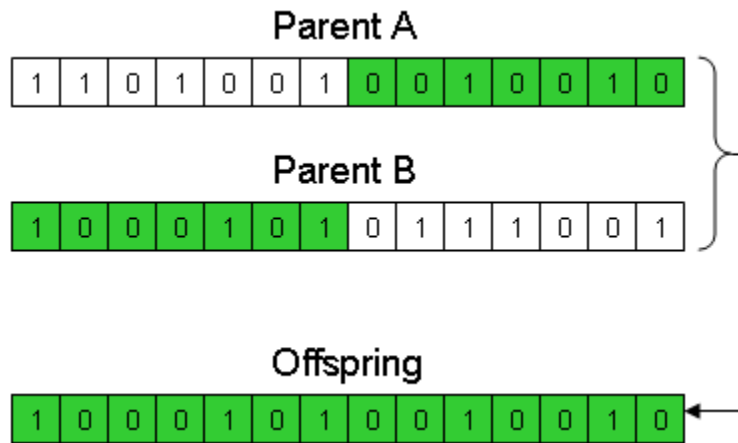 Parent A
1 1 0 1 0 0 1 0 0 1 0 0 1 0
Parent B
1 0 0 0 1 0 1 0 1 1 1 0 0 1
Offspring
1 0 0 0 1 0 1 0 0 1 0 0 1 0